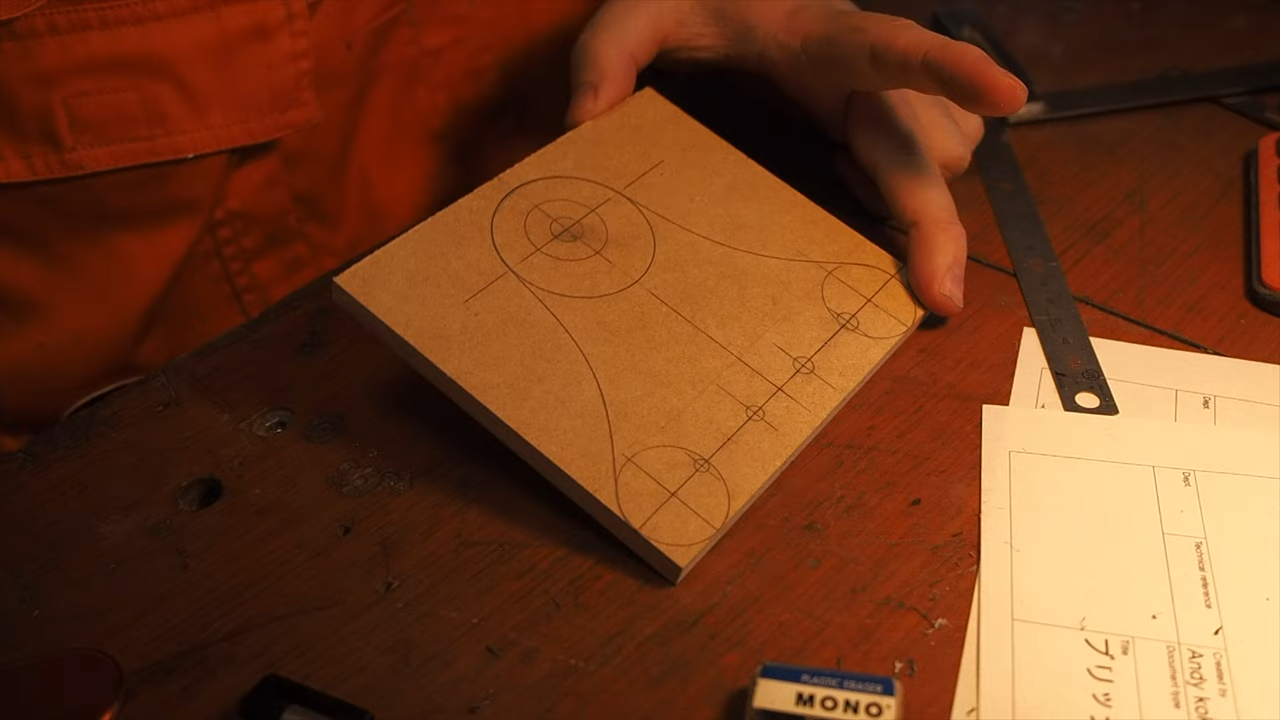 Dept.
Dept.
Technical reference
Created by
Andy
Document type
Title
ブリッ
PLASTIC ERASER
MONO